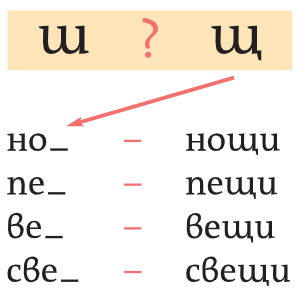 ш ? щ
но_ – нощи
пе_ – пещи
ве_ – вещи
све_ – свещи